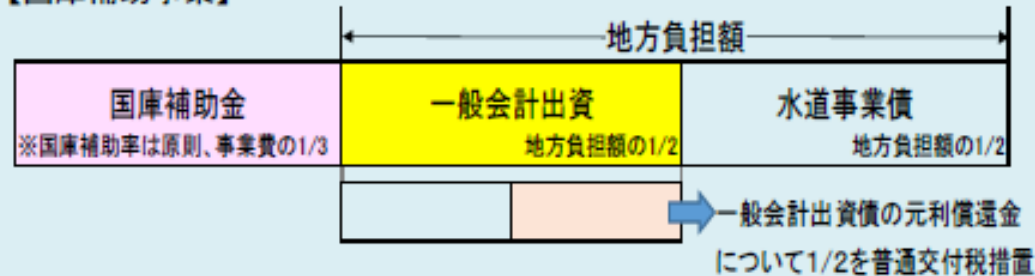 【国庫補助事業】
地方負担額
国庫補助金
※国庫補助率は原則、事業費の1/3
一般会計出資
地方負担額の1/2
水道事業債
地方負担額の1/2
一般会計出資債の元利償還金
について1/2を普通交付税措置